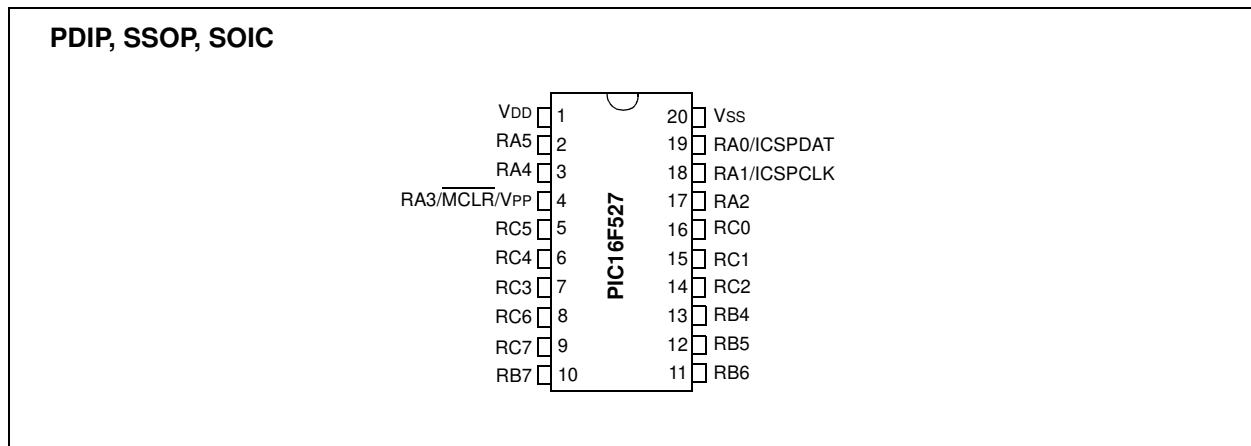 PDIP, SSOP, SOIC
VDD 1 20 VSS
RA5 2 19 RA0/ICSPDAT
RA4 3 18 RA1/ICSPCLK
RA3/MCLR/VPP 4 17 RA2
RC5 5 16 RC0
RC4 6 15 RC1
RC3 7 14 RC2
RC6 8 13 RB4
RC7 9 12 RB5
RB7 10 11 RB6
PIC16F527